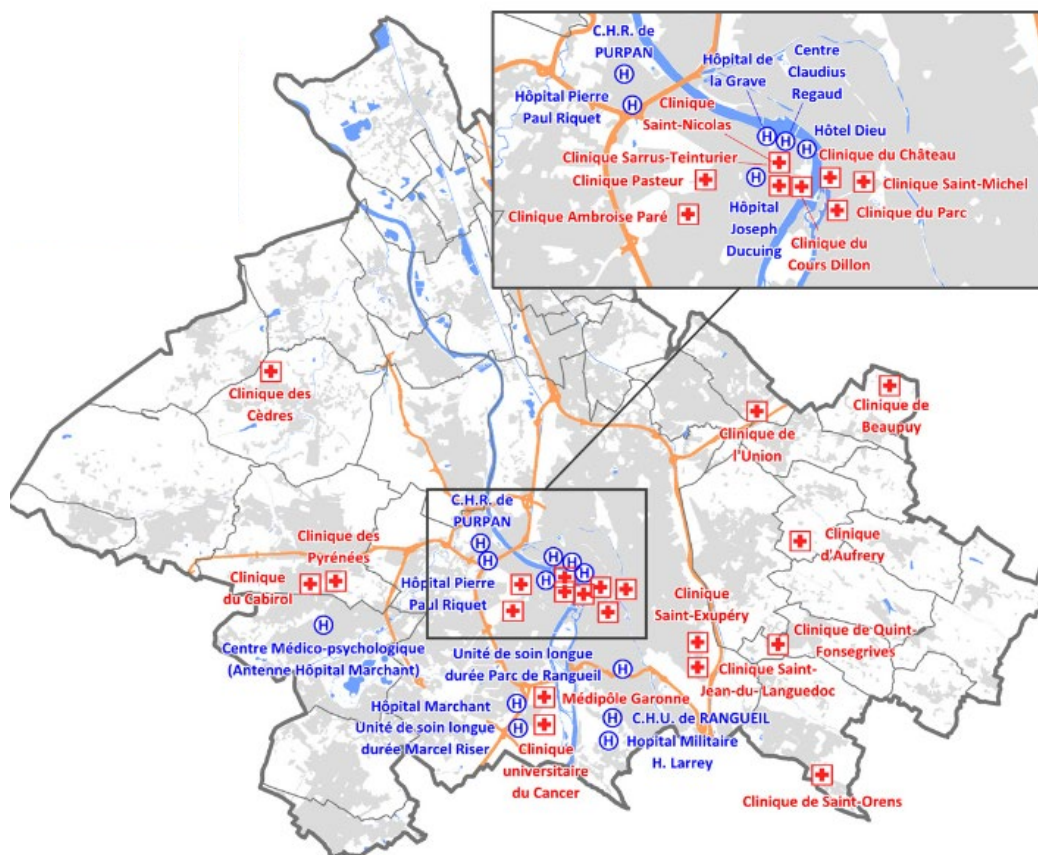 C.H.R. de
PURPAN
Hôpital Pierre
Paul Riquet
Hôpital de
la Grave
Centre
Claudius
Regaud
Clinique
Saint-Nicolas
Hôtel Dieu
Clinique Sarrus-Teinturier
Clinique du Château
Clinique Pasteur
Clinique Saint-Michel
Clinique Ambroise Paré
Hôpital
Joseph
Ducuing
Clinique du Parc
Clinique du
Cours Dillon
Clinique des
Cèdres
Clinique de
Beaupuy
Clinique de
l'Union
C.H.R. de
PURPAN
Clinique des
Pyrénées
Clinique
d'Aufrery
Clinique
du Cabirol
Hôpital Pierre
Paul Riquet
Clinique
Saint-Exupéry
Centre Médico-psychologique
(Antenne Hôpital Marchant)
Clinique de Quint-
Fonsegrives
Unité de soin longue
durée Parc de Rangueil
Clinique Saint-
Jean-du-Languedoc
Hôpital Marchant
Médipôle Garonne
Unité de soin longue
durée Marcel Riser
C.H.U. de RANGUEIL
Hopital Militaire
H. Larrey
Clinique
universitaire
du Cancer
Clinique de Saint-Orens